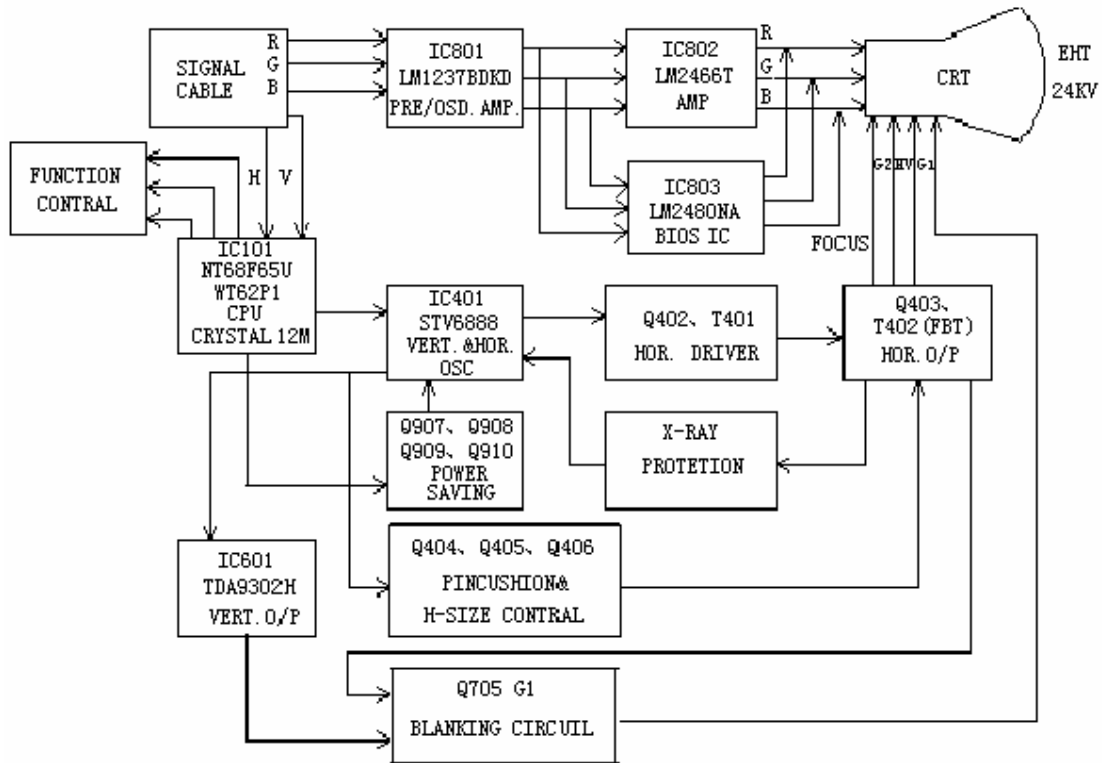 SIGNAL
CABLE
R
G
B
IC801
LM1237BDKD
PRE/OSD. AMP.
IC802
LM2466T
AMP
R
G
B
CRT
EHT
24KV
FUNCTION
CONTRAL
H
V
IC803
LM2480NA
BIOS IC
G2
HV
G1
FOCUS
IC101
NT68F65U
WT62P1
CPU
CRYSTAL 12M
IC401
STV6888
VERT. &HOR.
OSC
Q402、T401
HOR. DRIVER
Q403、
T402(FBT)
HOR. O/P
Q907、Q908
Q909、Q910
POWER
SAVING
X-RAY
PROTETION
IC601
TDA9302H
VERT. O/P
Q404、Q405、Q406
PINCUSHION&
H-SIZE CONTRAL
Q705 G1
BLANKING CIRCUIL